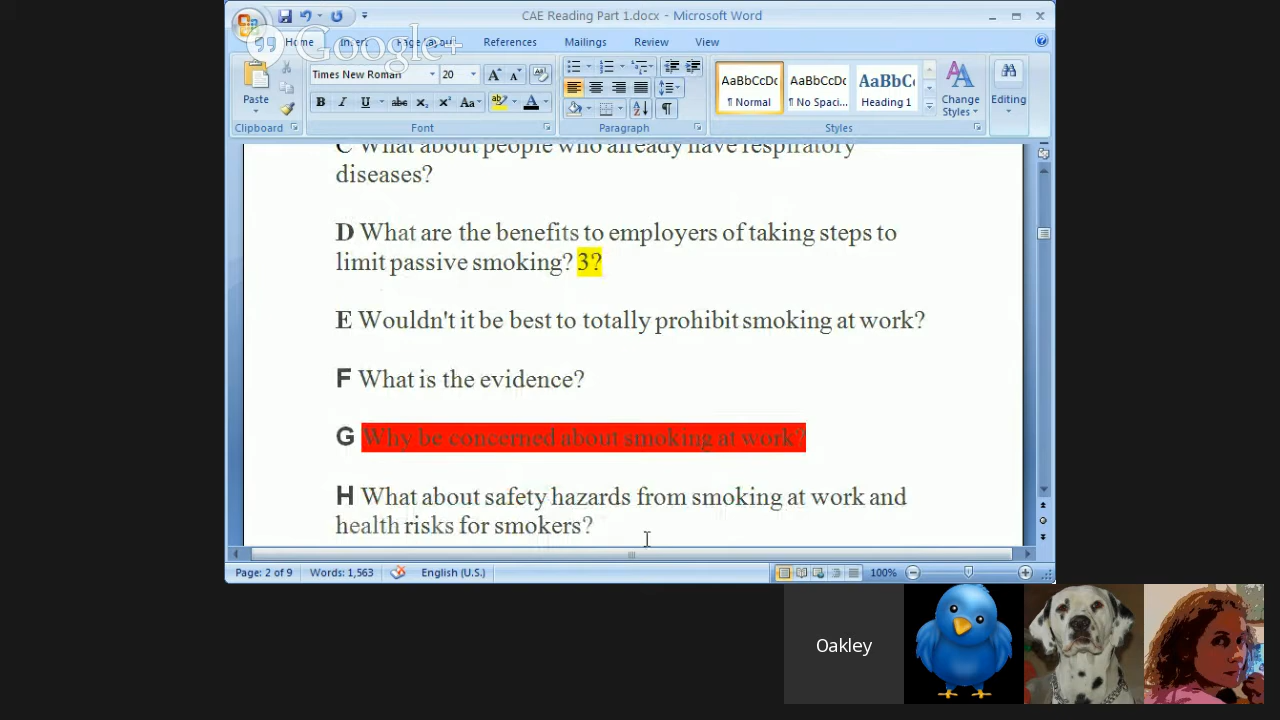 CAE Reading Part 1.docx - Microsoft Word
Google+
Home Insert Page Layout References Mailings Review View
Paste
Times New Roman 20
AaBbCcDc AaBbCcDc AaBbC
¶ Normal ¶ No Spaci... Heading 1
Change Styles
Editing
Clipboard Font Paragraph Styles
C What about people who already have respiratory
diseases?
D What are the benefits to employers of taking steps to
limit passive smoking? 3?
E Wouldn't it be best to totally prohibit smoking at work?
F What is the evidence?
G Why be concerned about smoking at work?
H What about safety hazards from smoking at work and
health risks for smokers?
Page: 2 of 9 Words: 1,563 English (U.S.) 100%
Oakley